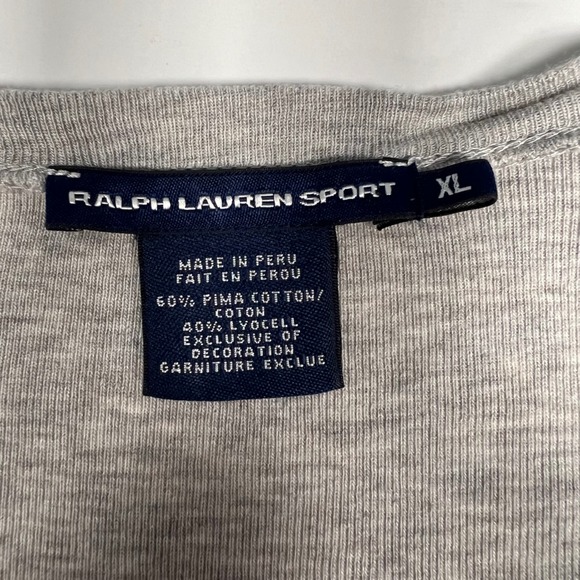 RALPH LAUREN SPORT
XL
MADE IN PERU
FAIT EN PEROU
60% PIMA COTTON/
COTON
40% LYOCELL
EXCLUSIVE OF
DECORATION
GARNITURE EXCLUE